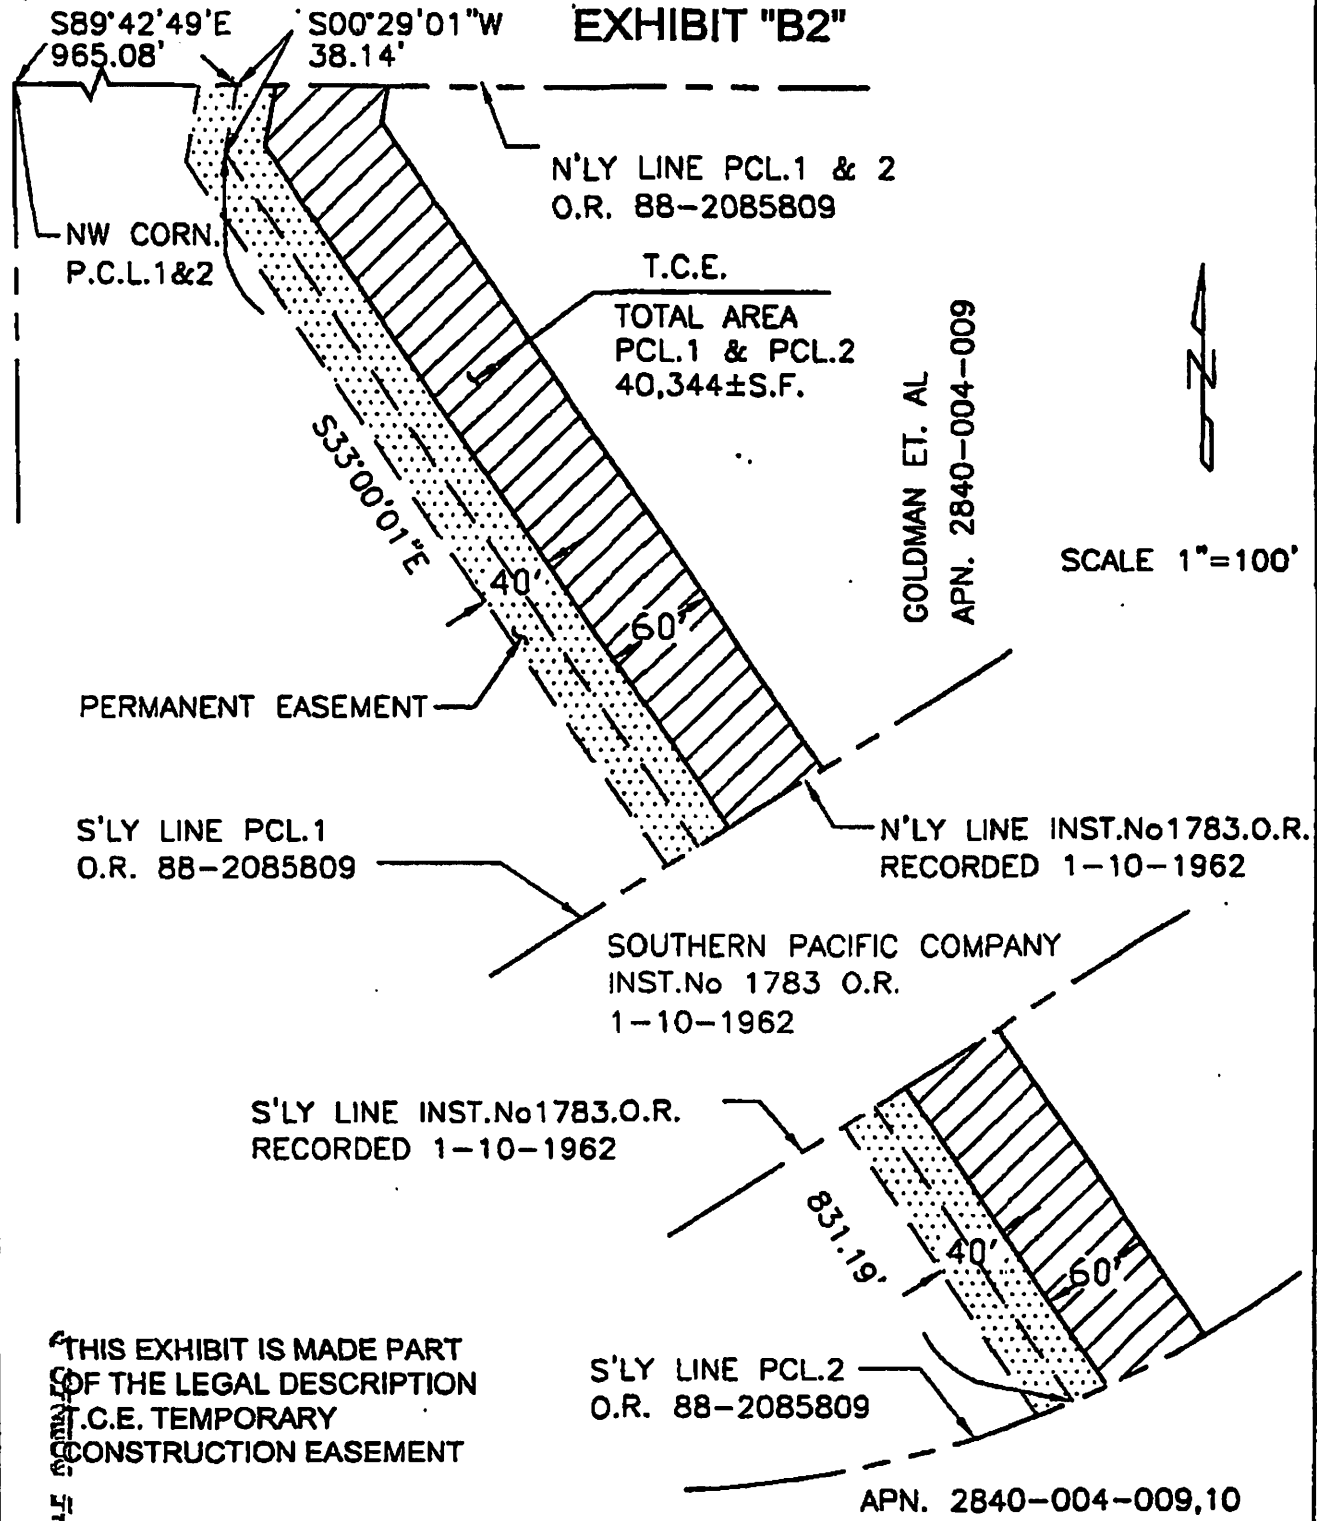 EXHIBIT "B2"
S89°42'49'E
965.08'
S00°29'01"W
38.14'
N'LY LINE PCL.1 & 2
O.R. 88-2085809
NW CORN.
P.C.L.1&2
T.C.E.
TOTAL AREA
PCL.1 & PCL.2
40,344±S.F.
GOLDMAN ET. AL
APN. 2840-004-009
N
SCALE 1"=100'
S33°00'01"E
40'
60'
PERMANENT EASEMENT
S'LY LINE PCL.1
O.R. 88-2085809
N'LY LINE INST.No1783.O.R.
RECORDED 1-10-1962
SOUTHERN PACIFIC COMPANY
INST.No 1783 O.R.
1-10-1962
S'LY LINE INST.No1783.O.R.
RECORDED 1-10-1962
831.19'
40'
60'
S'LY LINE PCL.2
O.R. 88-2085809
THIS EXHIBIT IS MADE PART
OF THE LEGAL DESCRIPTION
T.C.E. TEMPORARY
CONSTRUCTION EASEMENT
APN. 2840-004-009,10